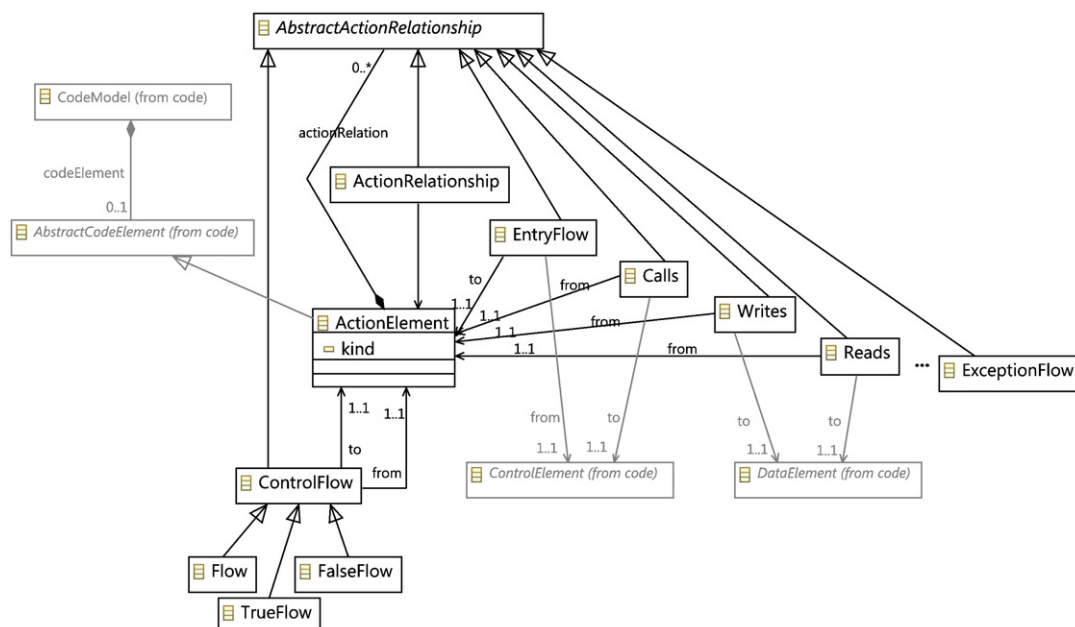 AbstractActionRelationship
0..*
CodeModel (from code)
actionRelation
codeElement
ActionRelationship
0..1
AbstractCodeElement (from code)
EntryFlow
to
from
Calls
1..1
ActionElement
1..1
1..1
from
Writes
kind
1..1
from
Reads
...
ExceptionFlow
1..1
1..1
from
to
to
to
to
from
1..1
1..1
1..1
1..1
ControlFlow
ControlElement (from code)
DataElement (from code)
Flow
FalseFlow
TrueFlow